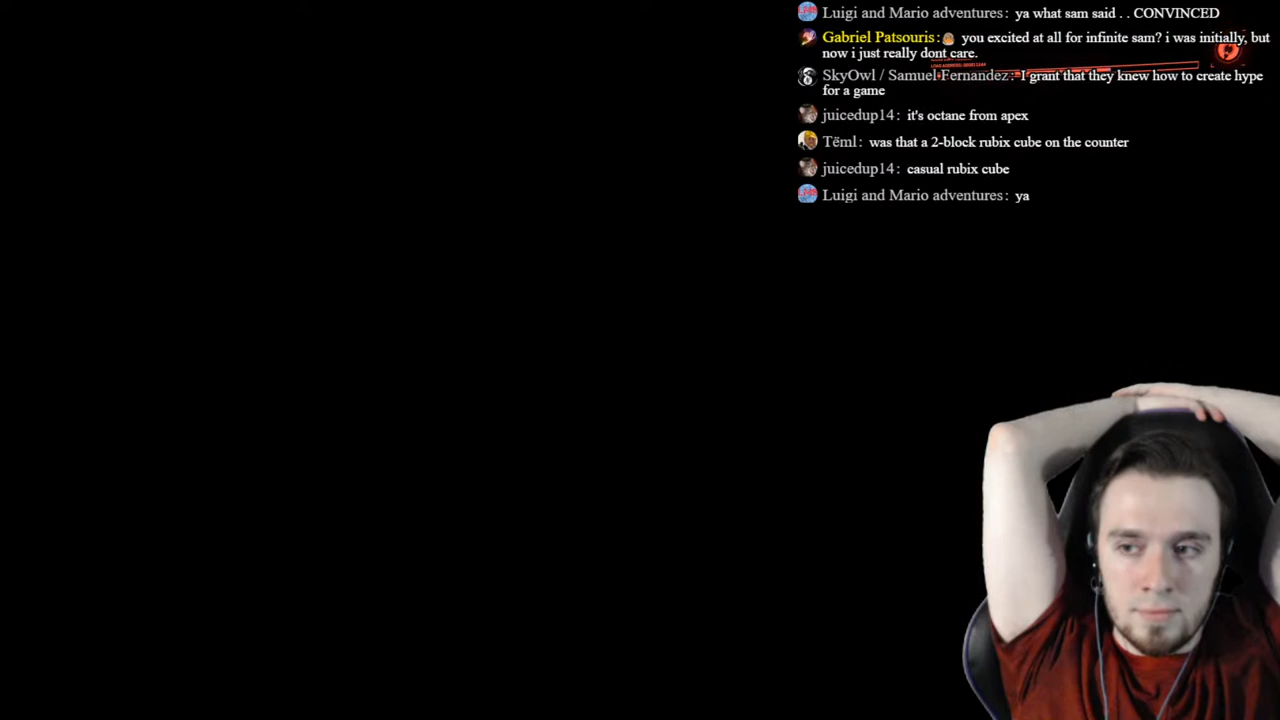 Luigi and Mario adventures: ya what sam said . . CONVINCED
Gabriel Patsouris: you excited at all for infinite sam? i was initially, but
now i just really dont care.
SkyOwl / Samuel Fernandez: I grant that they knew how to create hype
for a game
juicedup14: it's octane from apex
Tëml: was that a 2-block rubix cube on the counter
juicedup14: casual rubix cube
Luigi and Mario adventures: ya